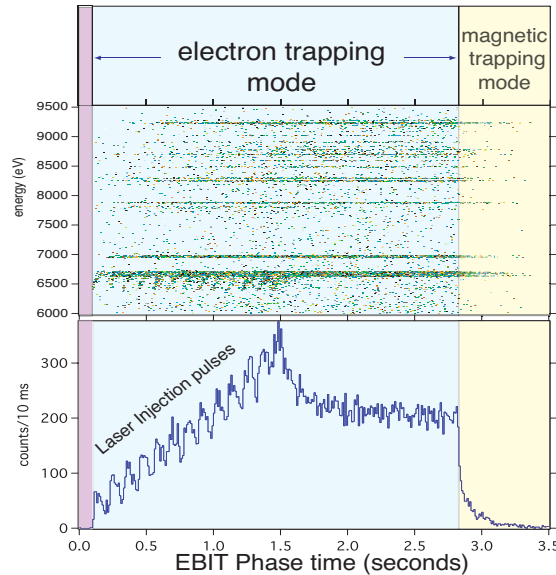 electron trapping
mode
magnetic
trapping
mode
energy (eV)
9500
9000
8500
8000
7500
7000
6500
6000
counts/10 ms
300
200
100
0
Laser Injection pulses
0.0 0.5 1.0 1.5 2.0 2.5 3.0 3.5
EBIT Phase time (seconds)